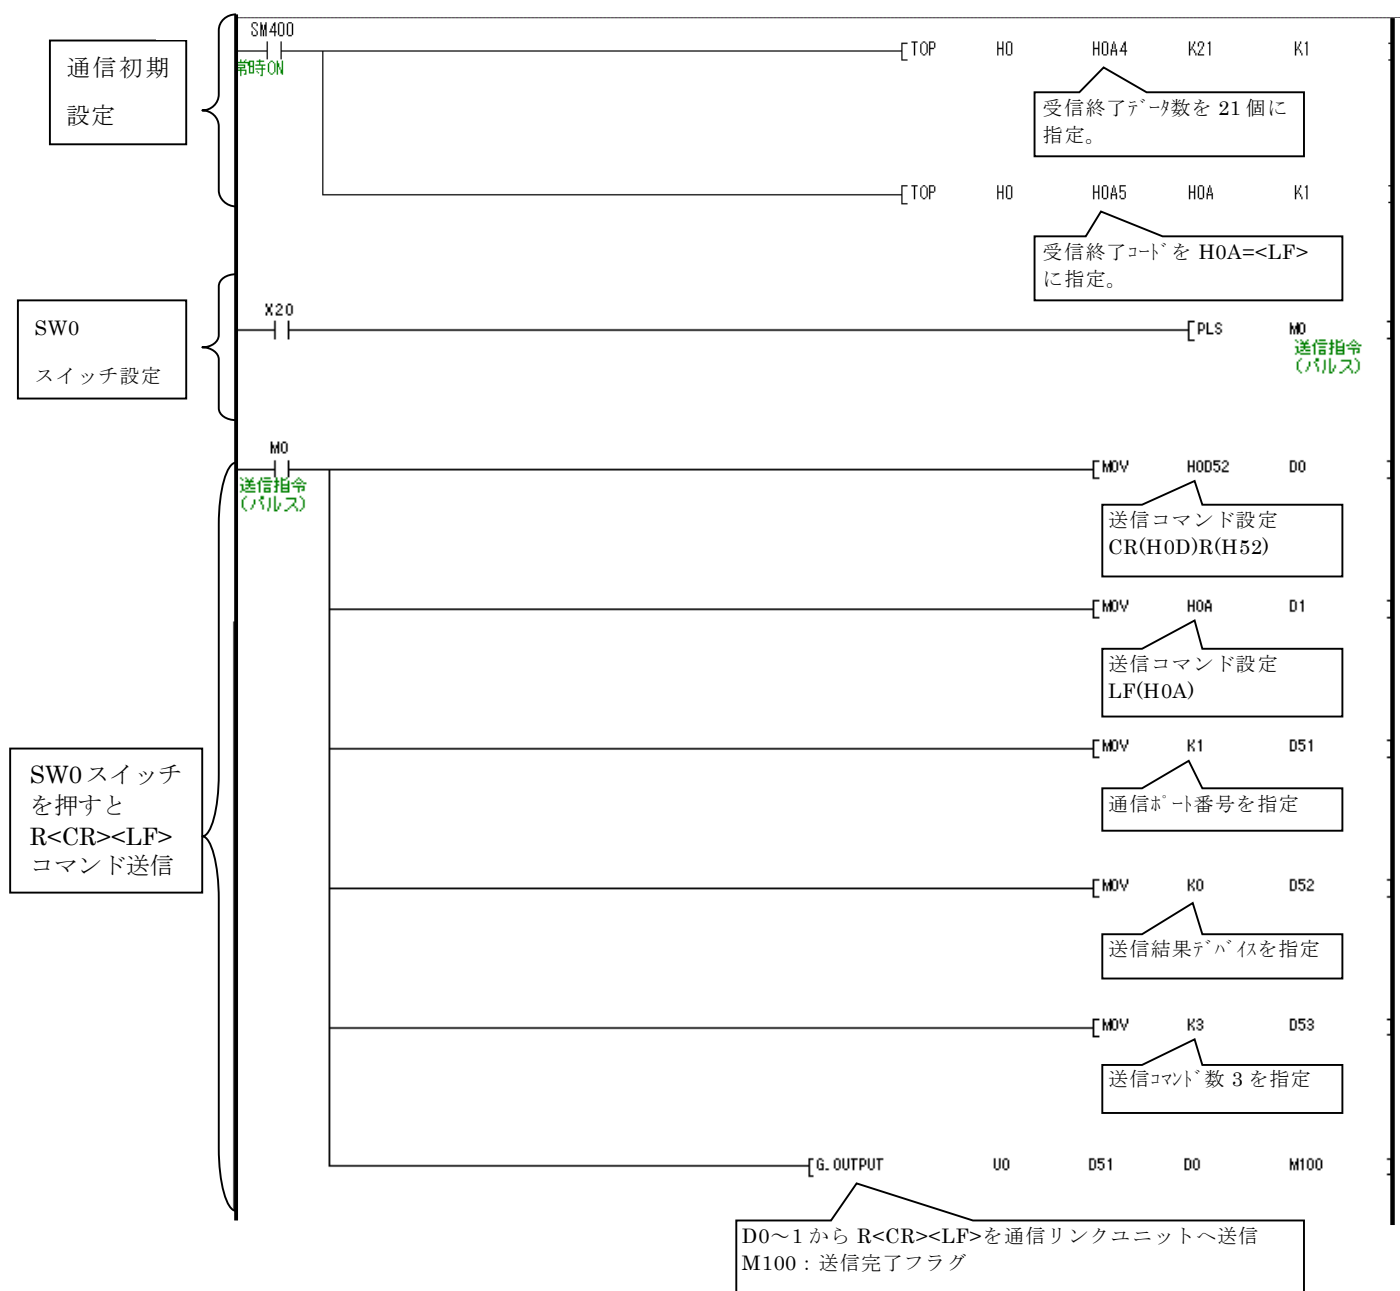 SM400
常時ON
[TOP H0 H0A4 K21 K1 ]
通信初期
設定
受信終了ﾃﾞｰﾀ数を 21 個に
指定。
[TOP H0 H0A5 H0A K1 ]
受信終了ｺｰﾄﾞを H0A=<LF>
に指定。
SW0
スイッチ設定
X20
[PLS M0 ]
送信指令
(パルス)
M0
送信指令
(パルス)
[MOV H0D52 D0 ]
送信コマンド設定
CR(H0D)R(H52)
[MOV H0A D1 ]
送信コマンド設定
LF(H0A)
[MOV K1 D51 ]
通信ﾎﾟｰﾄ番号を指定
SW0 スイッチ
を押すと
R<CR><LF>
コマンド送信
[MOV K0 D52 ]
送信結果ﾃﾞﾊﾞｲｽを指定
[MOV K3 D53 ]
送信ｺﾏﾝﾄﾞ数 3 を指定
[G.OUTPUT U0 D51 D0 M100 ]
D0～1 から R<CR><LF>を通信リンクユニットへ送信
M100：送信完了フラグ